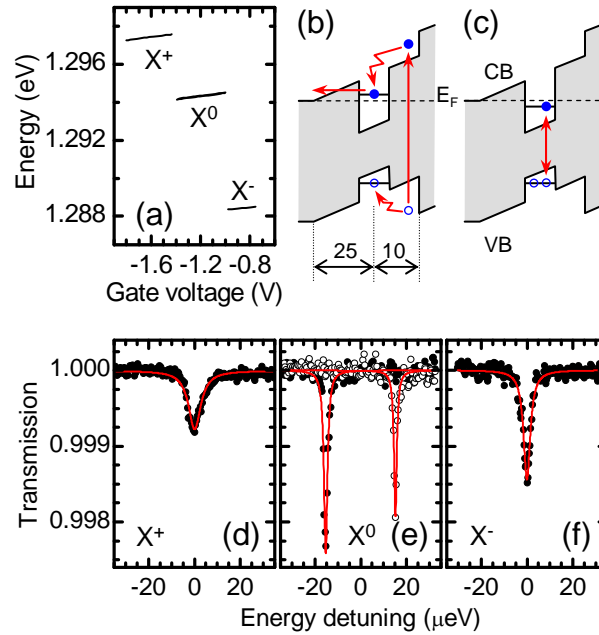 (a)
X+
X0
X-
1.296
1.292
1.288
Energy (eV)
-1.6 -1.2 -0.8
Gate voltage (V)
(b)
EF
25 10
(c)
CB
VB
1.000
0.999
0.998
Transmission
X+ (d)
X0 (e)
X- (f)
-20 0 20 -20 0 20 -20 0 20
Energy detuning (μeV)